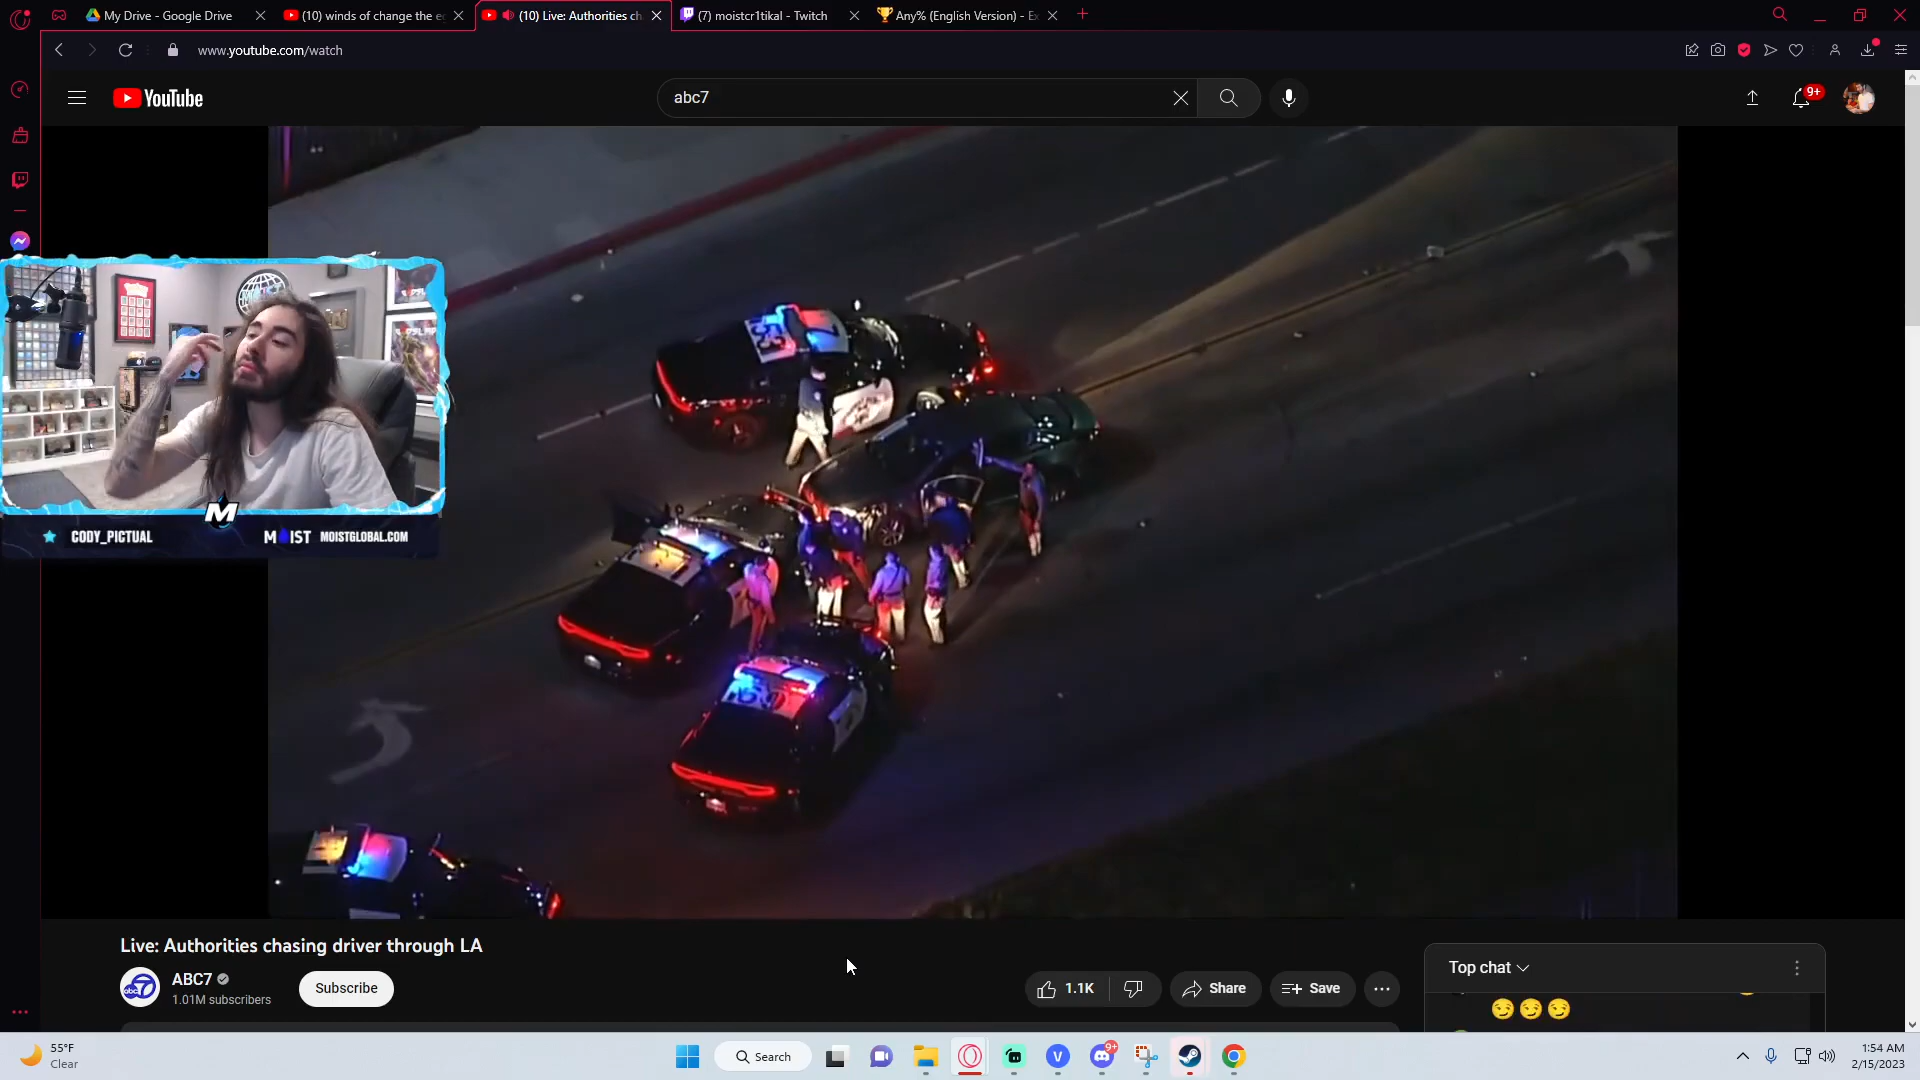 My Drive - Google Drive
(10) winds of change the e
(10) Live: Authorities ch
(7) moistcr1tikal - Twitch
Any% (English Version) - E
www.youtube.com/watch
YouTube
abc7
9+
M
CODY_PICTUAL
MOIST
MOISTGLOBAL.COM
Live: Authorities chasing driver through LA
abc7
ABC7
1.01M subscribers
Subscribe
1.1K
Share
Save
Top chat
55°F
Clear
Search
V
9+
1:54 AM
2/15/2023